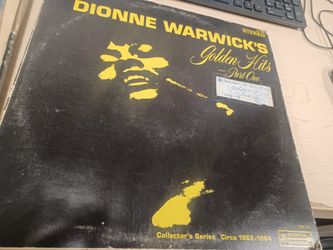 DIONNE WARWICK'S
STEREO
Golden Hits
Part One
Collector's Series Circa 1962-1964